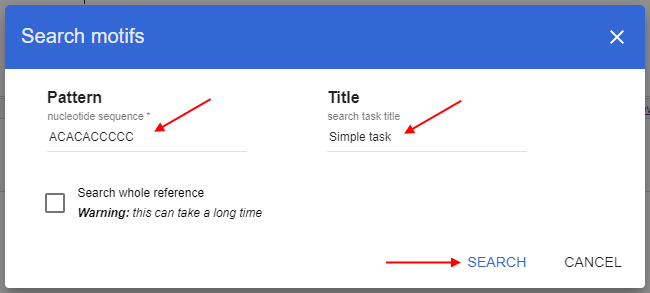 Search motifs
Pattern
Title
nucleotide sequence *
search task title
ACACACCCCC
Simple task
Search whole reference
Warning: this can take a long time
SEARCH
CANCEL